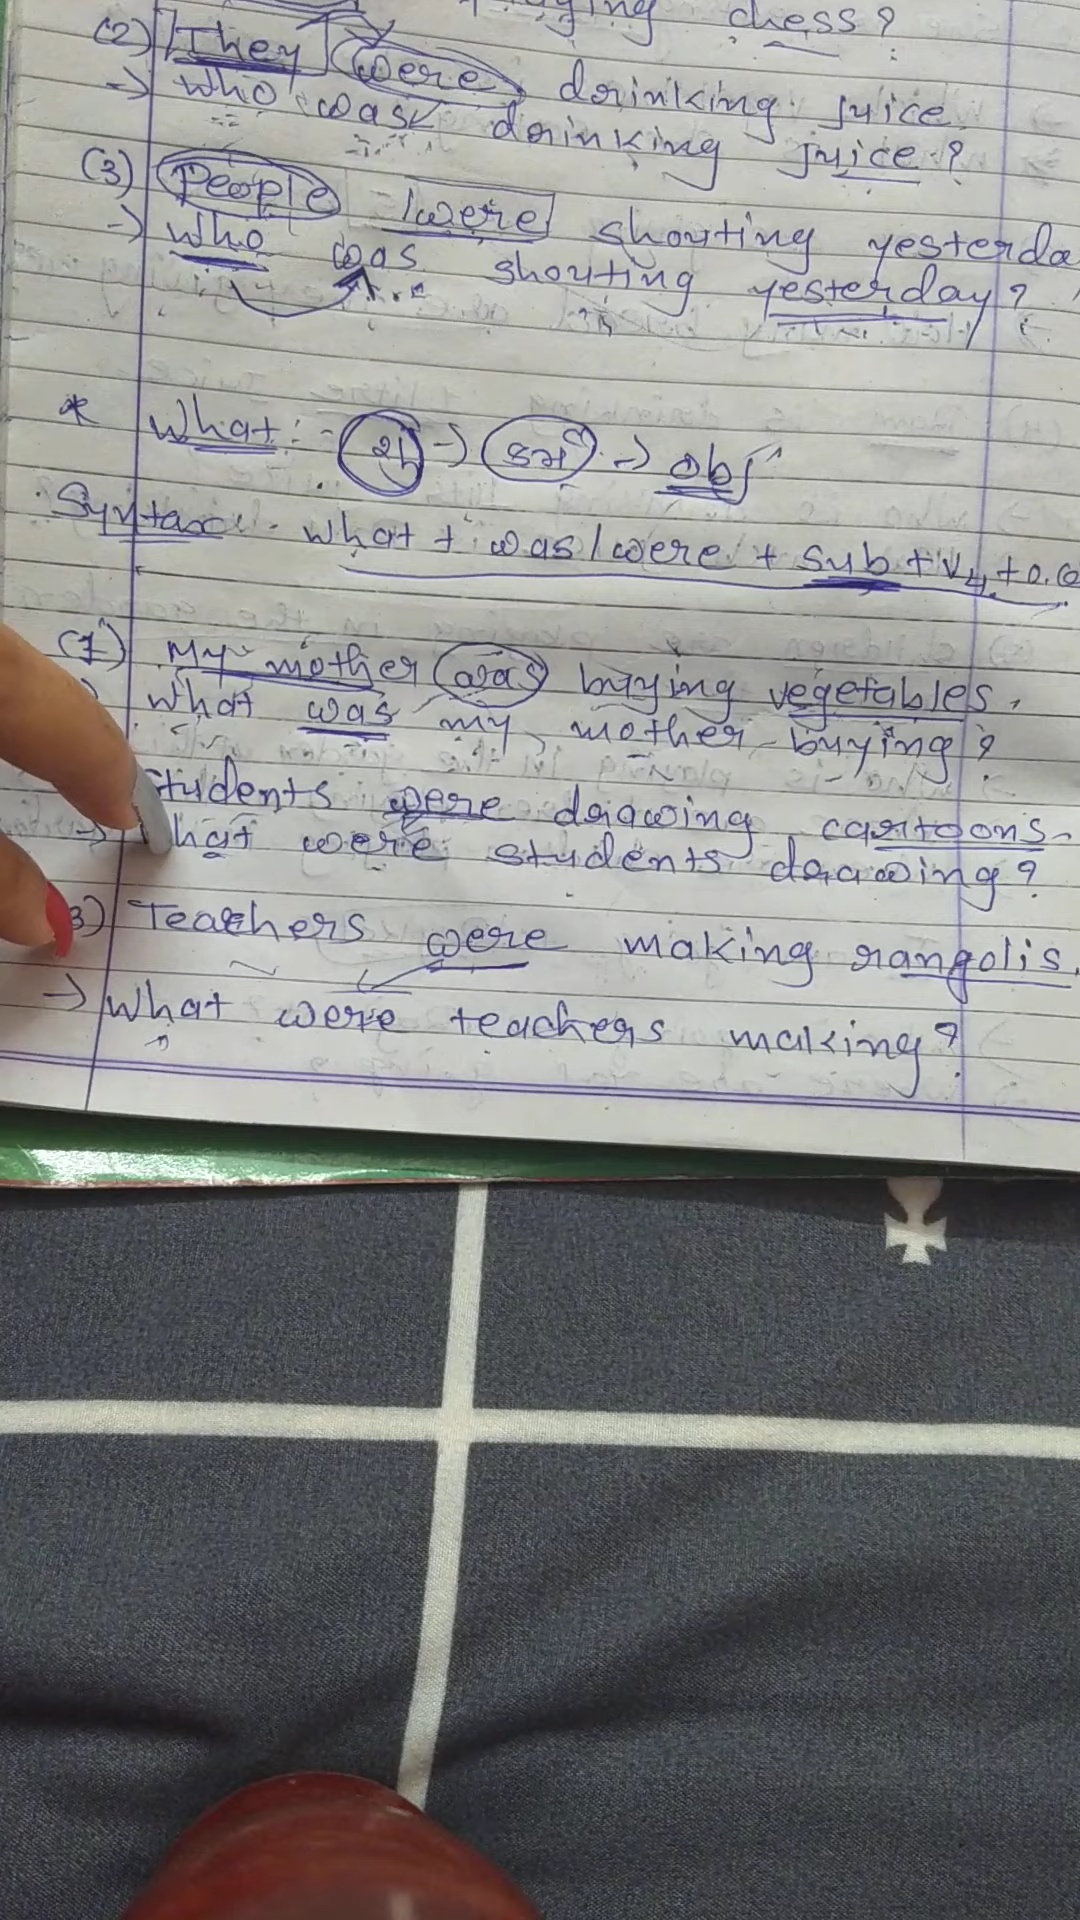 playing chess?
(2) They were drinking juice.
→ Who was drinking juice?
(3) People were shouting yesterda
→ Who was shouting yesterday?
* What :- શું → → obj
Syntax :- What + was/were + sub + V4 + o.w
(1) My mother was buying vegetables.
What was my mother buying?
Students were drawing cartoons.
→ What were students drawing?
3) Teachers were making rangolis.
→ What were teachers making?